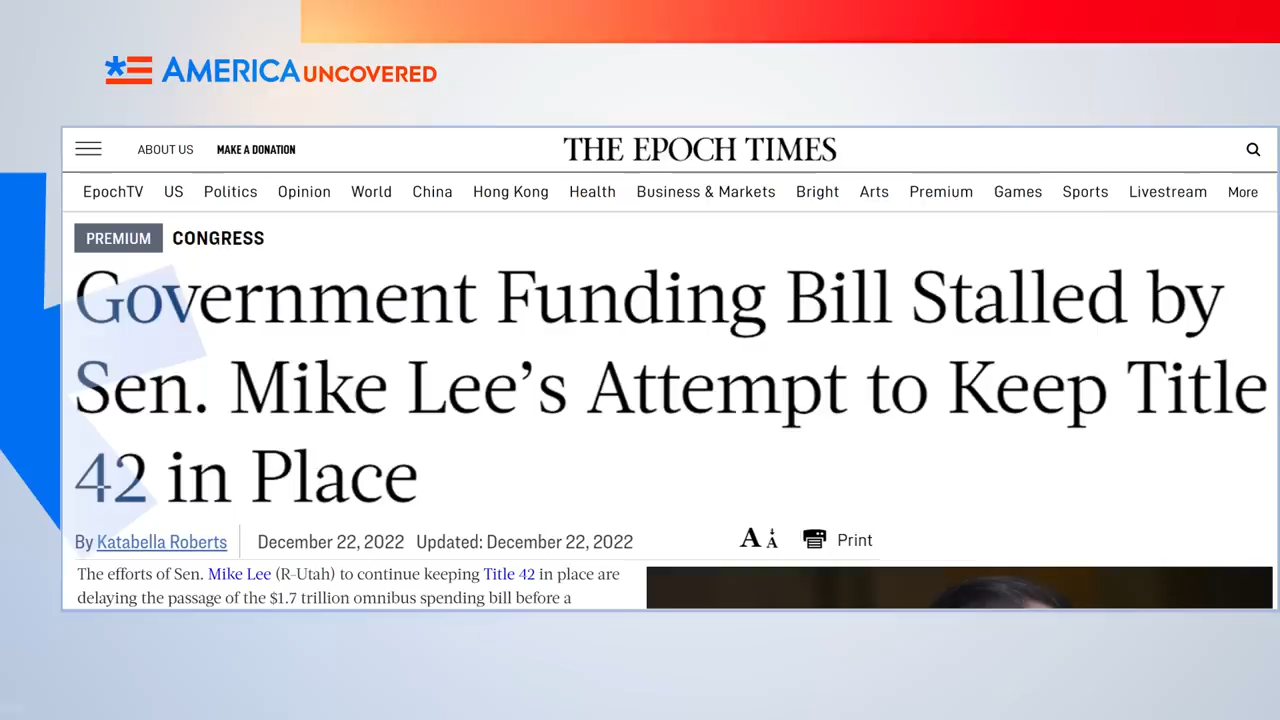 AMERICA UNCOVERED
ABOUT US MAKE A DONATION THE EPOCH TIMES
EpochTV US Politics Opinion World China Hong Kong Health Business & Markets Bright Arts Premium Games Sports Livestream More
PREMIUM CONGRESS
Government Funding Bill Stalled by
Sen. Mike Lee’s Attempt to Keep Title
42 in Place
By Katabella Roberts December 22, 2022 Updated: December 22, 2022 A A Print
The efforts of Sen. Mike Lee (R-Utah) to continue keeping Title 42 in place are
delaying the passage of the $1.7 trillion omnibus spending bill before a